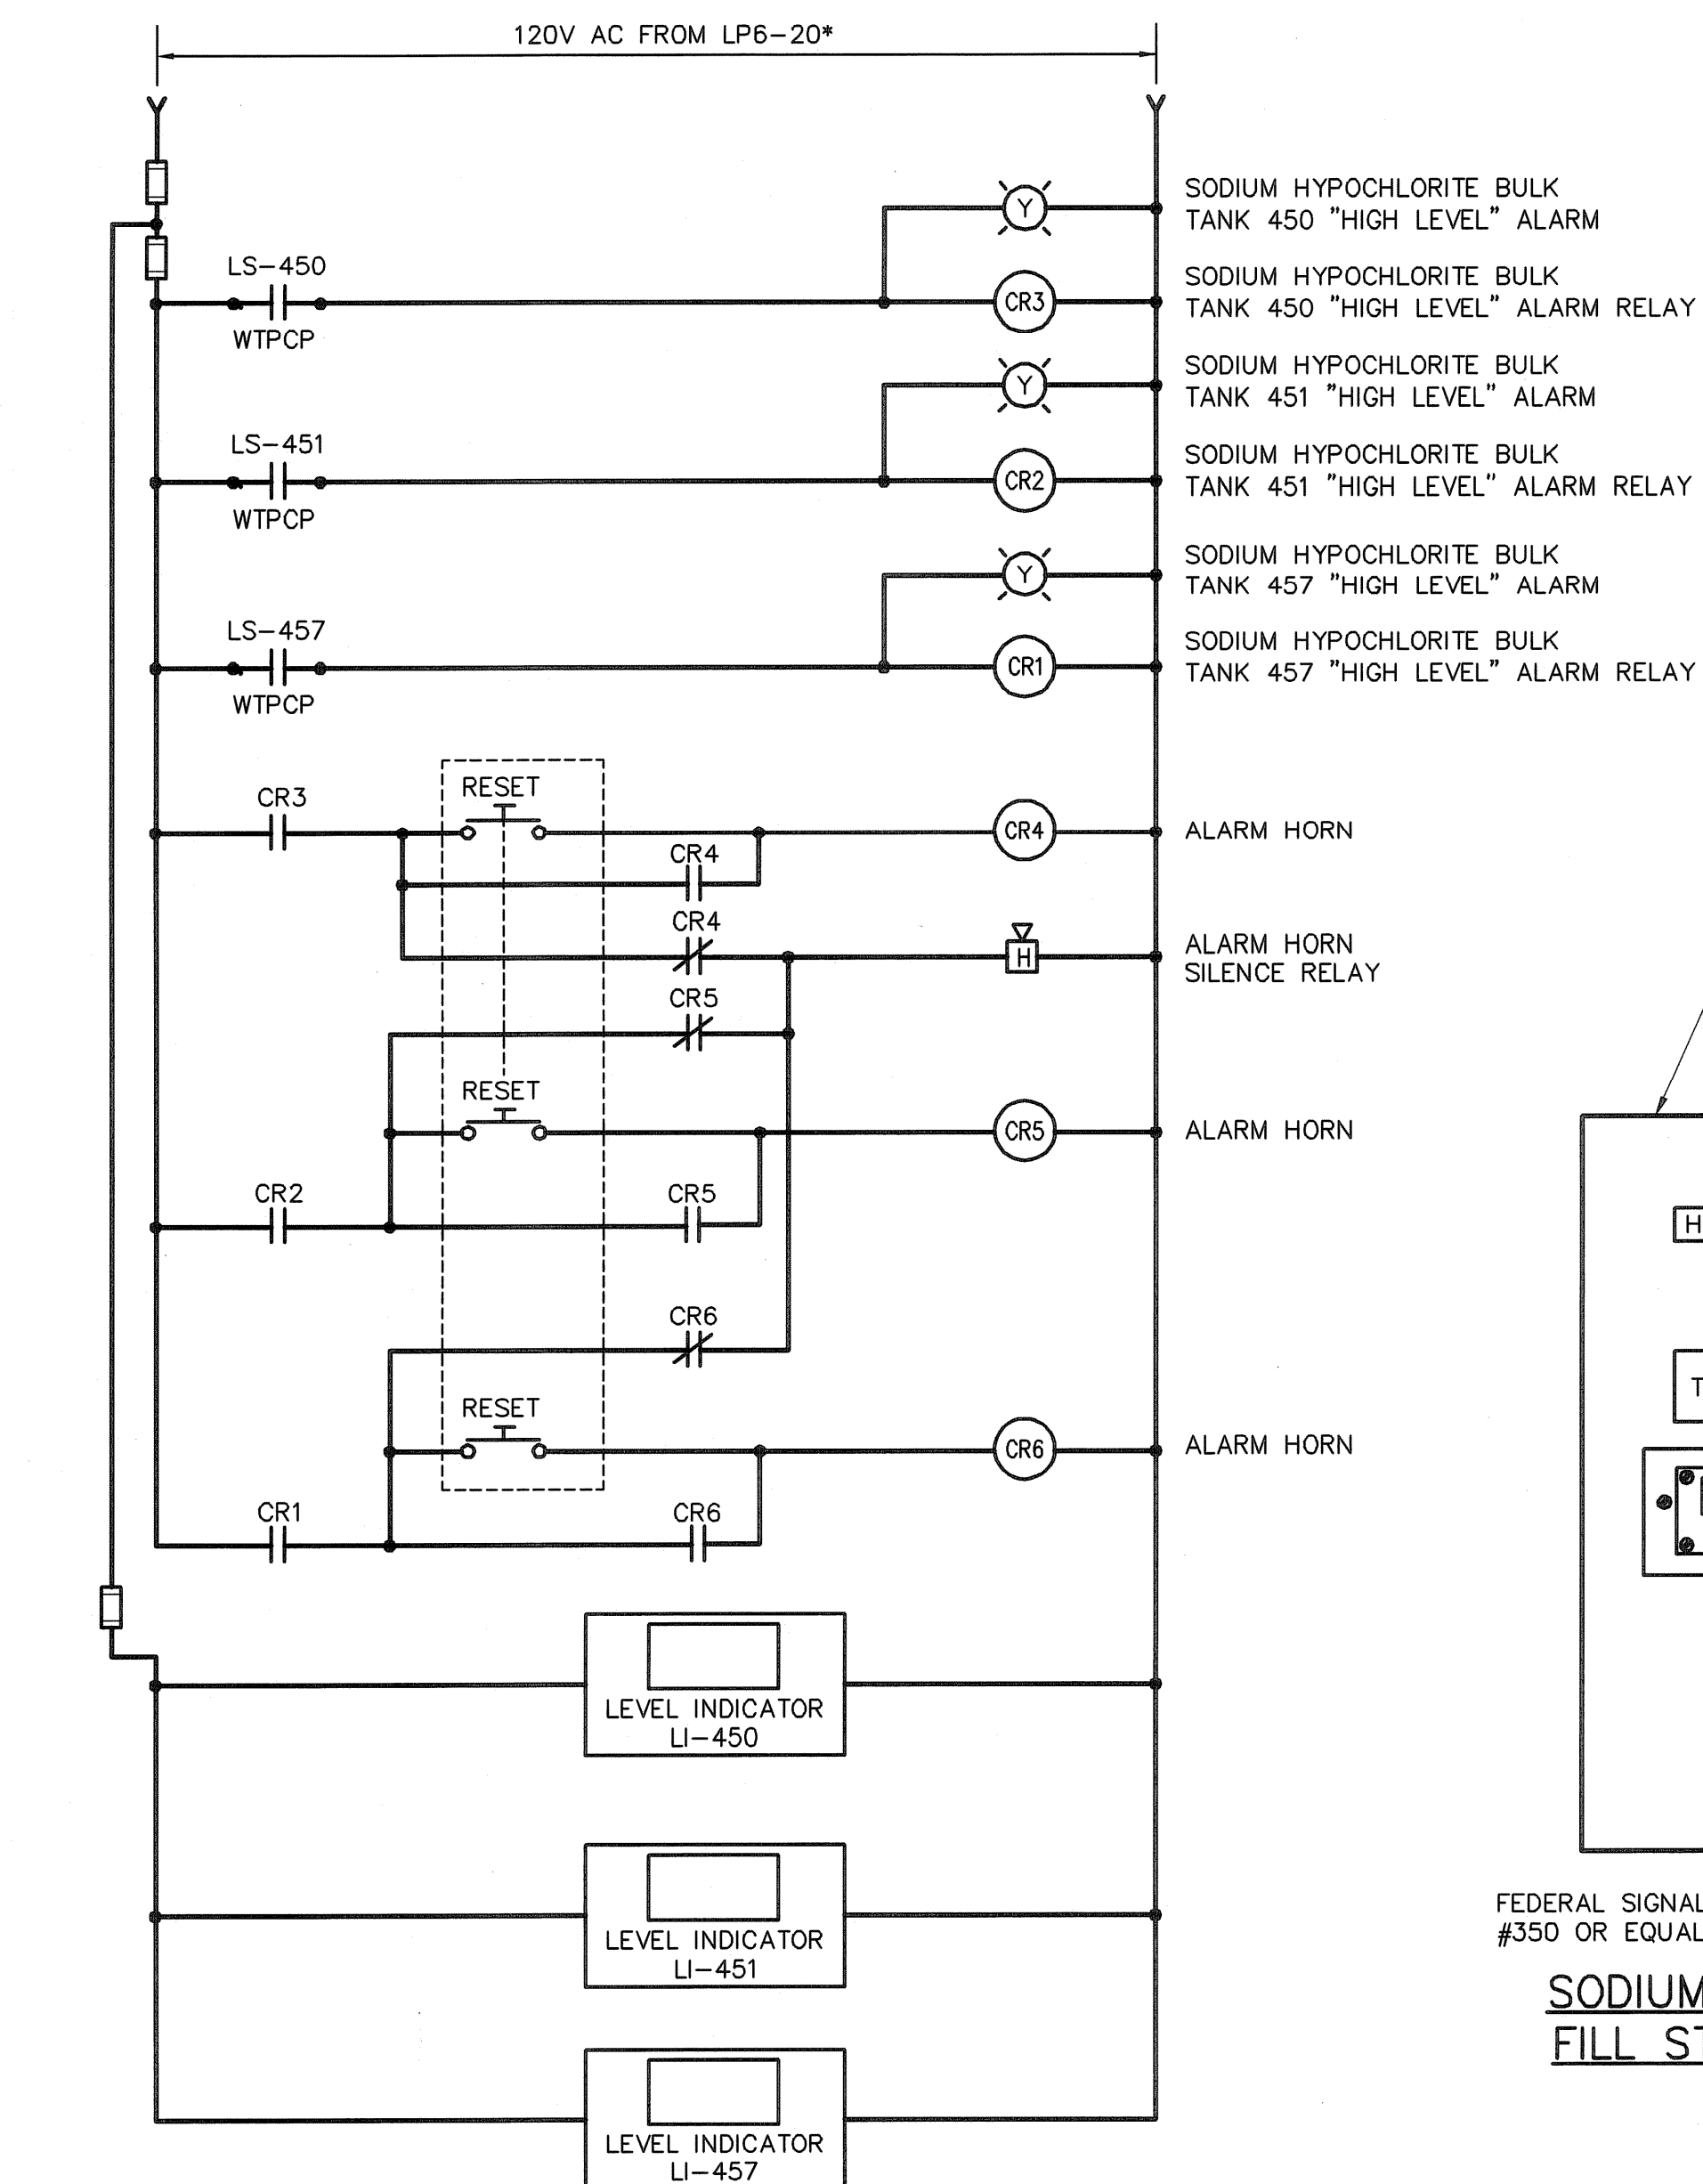 120V AC FROM LP6-20*
Y
SODIUM HYPOCHLORITE BULK
TANK 450 "HIGH LEVEL" ALARM
LS-450
WTPCP
CR3
SODIUM HYPOCHLORITE BULK
TANK 450 "HIGH LEVEL" ALARM RELAY
Y
SODIUM HYPOCHLORITE BULK
TANK 451 "HIGH LEVEL" ALARM
LS-451
WTPCP
CR2
SODIUM HYPOCHLORITE BULK
TANK 451 "HIGH LEVEL" ALARM RELAY
Y
SODIUM HYPOCHLORITE BULK
TANK 457 "HIGH LEVEL" ALARM
LS-457
WTPCP
CR1
SODIUM HYPOCHLORITE BULK
TANK 457 "HIGH LEVEL" ALARM RELAY
CR3
RESET
CR4
ALARM HORN
CR4
CR4
H
ALARM HORN
SILENCE RELAY
CR5
RESET
CR5
ALARM HORN
CR2
CR5
CR6
RESET
CR6
ALARM HORN
CR1
CR6
LEVEL INDICATOR
LI-450
LEVEL INDICATOR
LI-451
LEVEL INDICATOR
LI-457
H
T
FEDERAL SIGNAL
#350 OR EQUAL
SODIUM
FILL ST